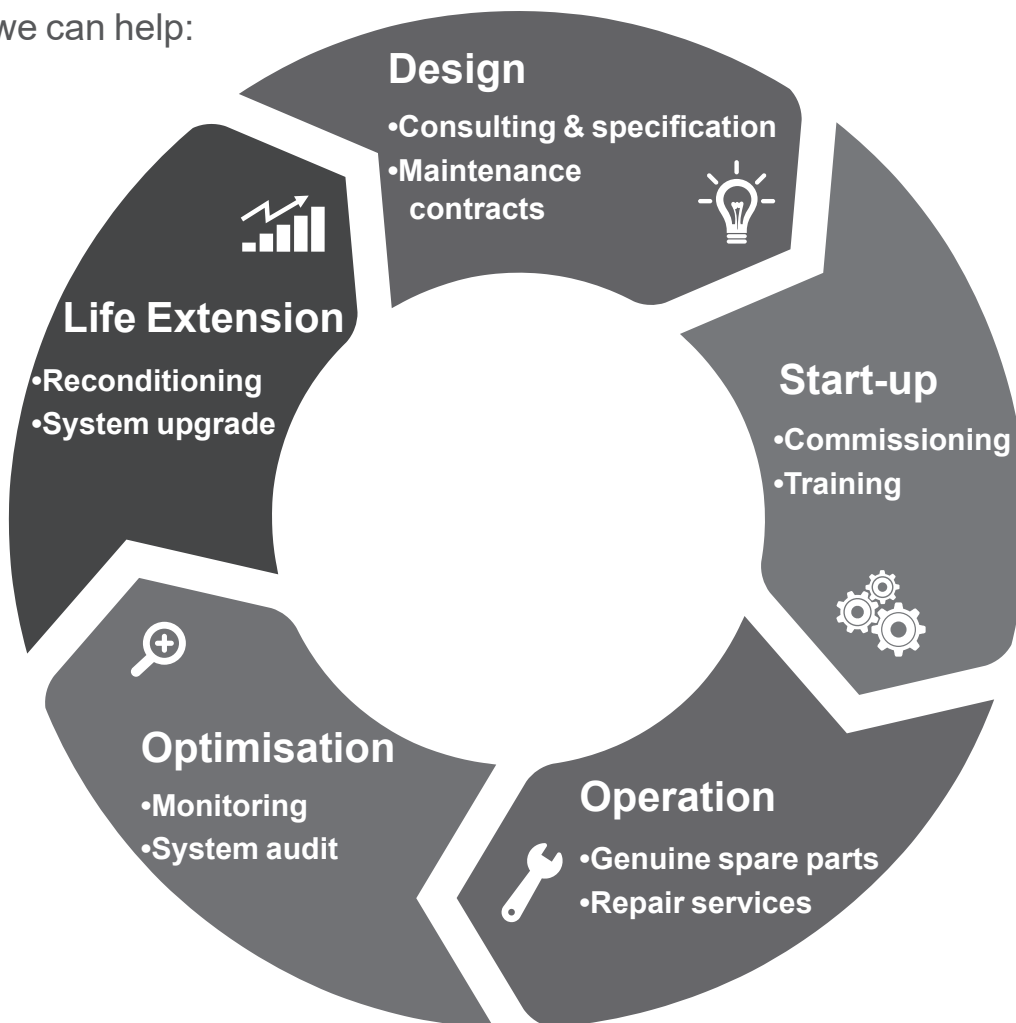 we can help:
Design
•Consulting & specification
•Maintenance
contracts
Start-up
•Commissioning
•Training
Operation
•Genuine spare parts
•Repair services
Optimisation
•Monitoring
•System audit
Life Extension
•Reconditioning
•System upgrade